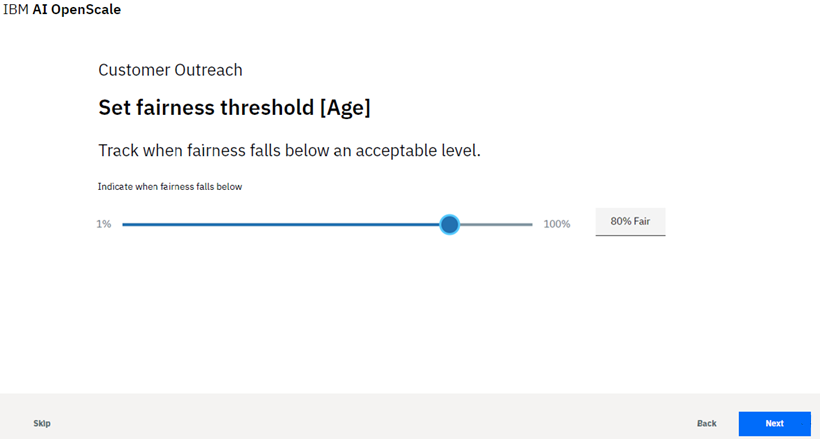 IBM AI OpenScale
Customer Outreach
Set fairness threshold [Age]
Track when fairness falls below an acceptable level.
Indicate when fairness falls below
1% 100% 80% Fair
Skip Back Next